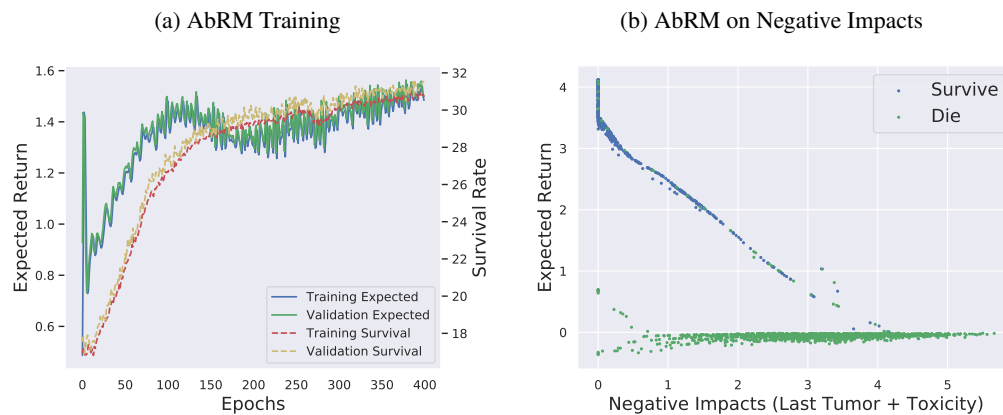 (a) AbRM Training
(b) AbRM on Negative Impacts
1.6
1.4
1.2
1.0
0.8
0.6
Expected Return
32
30
28
26
24
22
20
18
Survival Rate
Training Expected
Validation Expected
Training Survival
Validation Survival
0 50 100 150 200 250 300 350 400
Epochs
4
3
2
1
0
Expected Return
Survive
Die
0 1 2 3 4 5
Negative Impacts (Last Tumor + Toxicity)